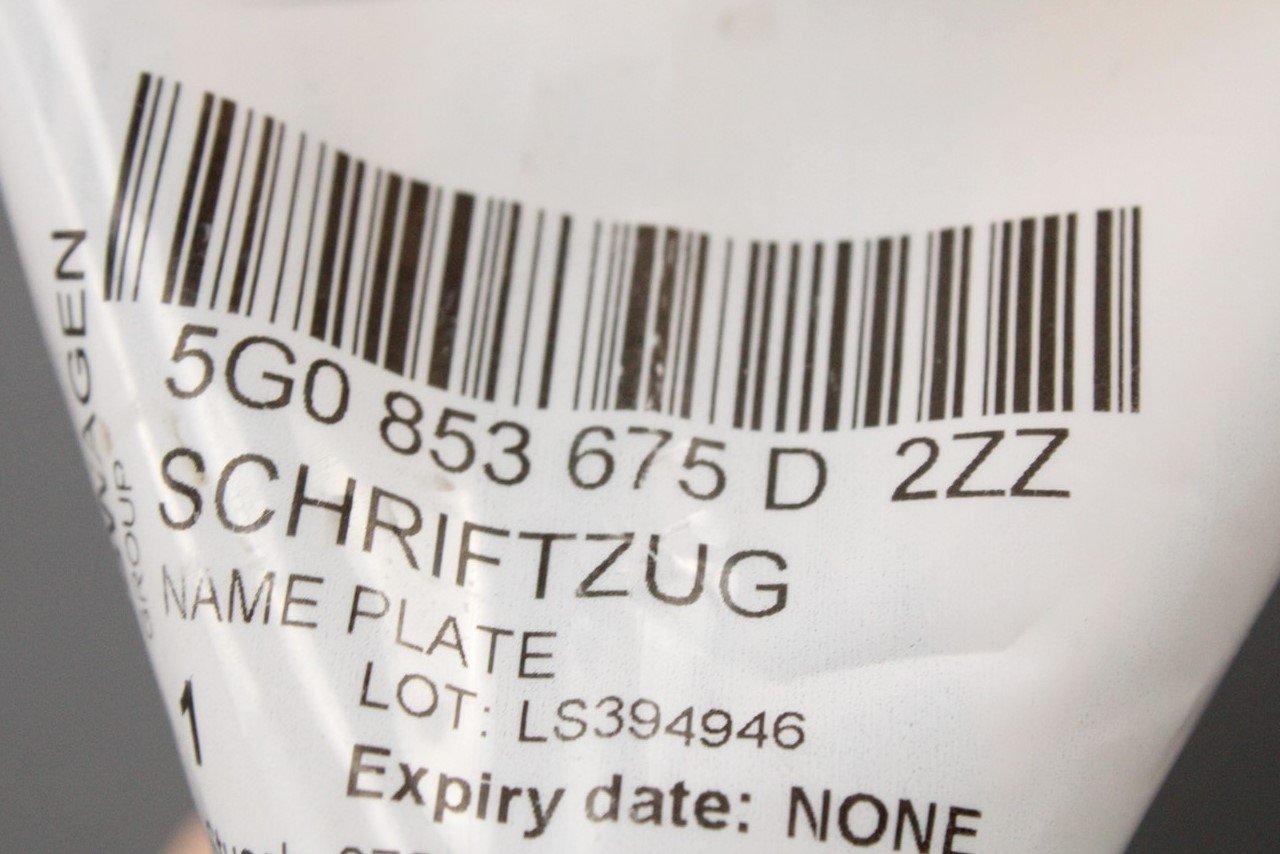 5G0 853 675 D 2ZZ
SCHRIFTZUG
NAME PLATE
LOT: LS394946
1
Expiry date: NONE